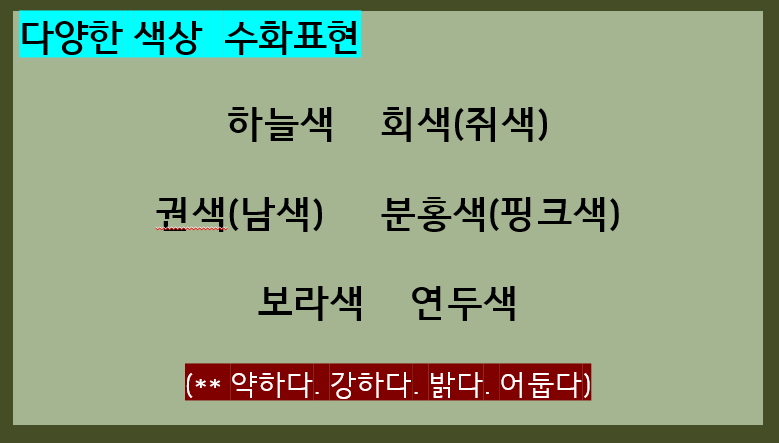 다양한 색상 수화표현
하늘색 회색(쥐색)
권색(남색) 분홍색(핑크색)
보라색 연두색
(** 약하다. 강하다. 밝다. 어둡다)